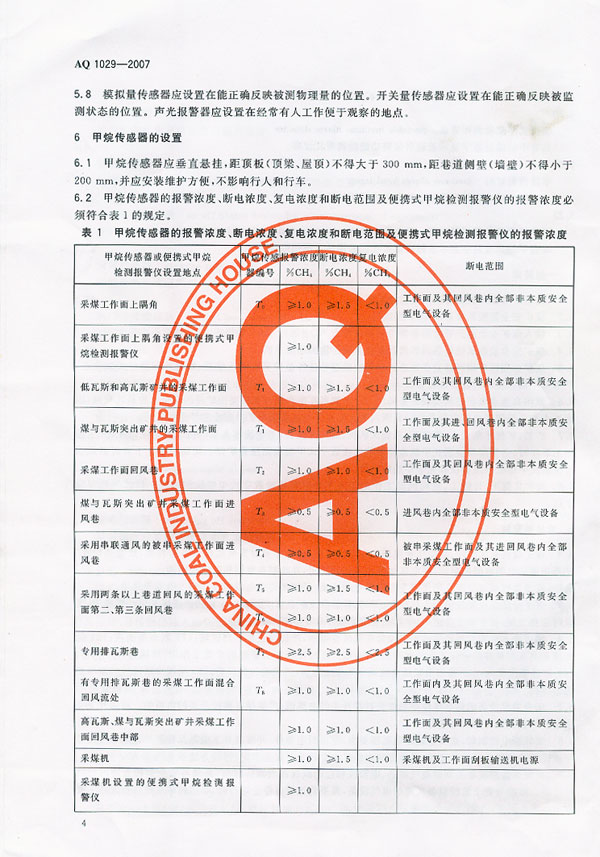 AQ 1029—2007
5.8 模拟量传感器应设置在能正确反映被测物理量的位置。开关量传感器应设置在能正确反映被监
测状态的位置。声光报警器应设置在经常有人工作便于观察的地点。
6 甲烷传感器的设置
6.1 甲烷传感器应垂直悬挂,距顶板(顶梁、屋顶)不得大于 300 mm,距巷道侧壁(墙壁)不得小于
200 mm,并应安装维护方便,不影响行人和行车。
6.2 甲烷传感器的报警浓度、断电浓度、复电浓度和断电范围及便携式甲烷检测报警仪的报警浓度必
须符合表 1 的规定。
表 1 甲烷传感器的报警浓度、断电浓度、复电浓度和断电范围及便携式甲烷检测报警仪的报警浓度
甲烷传感器或便携式甲烷 甲烷传感 报警浓度 断电浓度 复电浓度 断电范围
检测报警仪设置地点 器编号 %CH₄ %CH₄ %CH₄
采煤工作面上隅角 T₀ ≥1.0 ≥1.5 <1.0 工作面及其回风巷内全部非本质安全
型电气设备
采煤工作面上隅角设置的便携式甲
烷检测报警仪 ≥1.0
低瓦斯和高瓦斯矿井的采煤工作面 T₁ ≥1.0 ≥1.5 <1.0 工作面及其回风巷内全部非本质安全
型电气设备
煤与瓦斯突出矿井的采煤工作面 T₁ ≥1.0 ≥1.5 <1.0 工作面及其进、回风巷内全部非本质安
全型电气设备
采煤工作面回风巷 T₂ ≥1.0 ≥1.0 <1.0 工作面及其回风巷内全部非本质安全
型电气设备
煤与瓦斯突出矿井采煤工作面进
风巷 T₃ ≥0.5 ≥0.5 <0.5 进风巷内全部非本质安全型电气设备
采用串联通风的被串采煤工作面进
风巷 T₄ ≥0.5 ≥0.5 <0.5 被串采煤工作面及其进回风巷内全部
非本质安全型电气设备
采用两条以上巷道回风的采煤工作
面第二、第三条回风巷 T₅ ≥1.0 ≥1.5 <1.0 工作面及其回风巷内全部非本质安全
型电气设备
T₆ ≥1.0 ≥1.0 <1.0
专用排瓦斯巷 T₇ ≥2.5 ≥2.5 <2.5 工作面及其回风巷内全部非本质安全
型电气设备
有专用排瓦斯巷的采煤工作面混合
回风流处 T₈ ≥1.0 ≥1.0 <1.0 工作面内及其回风巷内全部非本质安
全型电气设备
高瓦斯、煤与瓦斯突出矿井采煤工作
面回风巷中部 ≥1.0 ≥1.0 <1.0 工作面及其回风巷内全部非本质安全
型电气设备
采煤机 ≥1.0 ≥1.5 <1.0 采煤机及工作面刮板输送机电源
采煤机设置的便携式甲烷检测报
警仪 ≥1.0
4
CHINA COAL INDUSTRY PUBLISHING HOUSE
AQ